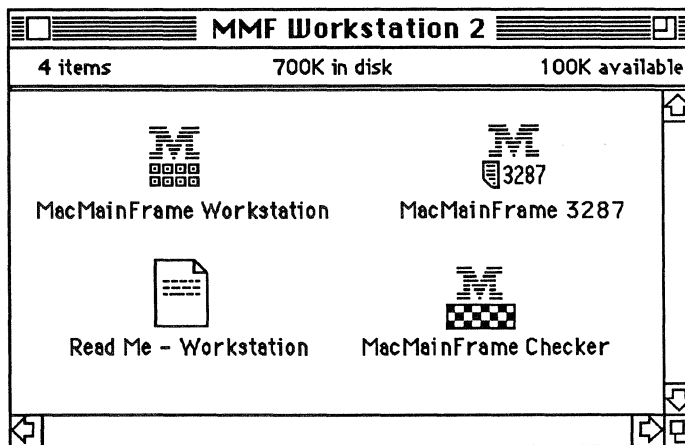 MMF Workstation 2
4 items 700K in disk 100K available
M M
3287
MacMainFrame Workstation MacMainFrame 3287
M
Read Me - Workstation MacMainFrame Checker